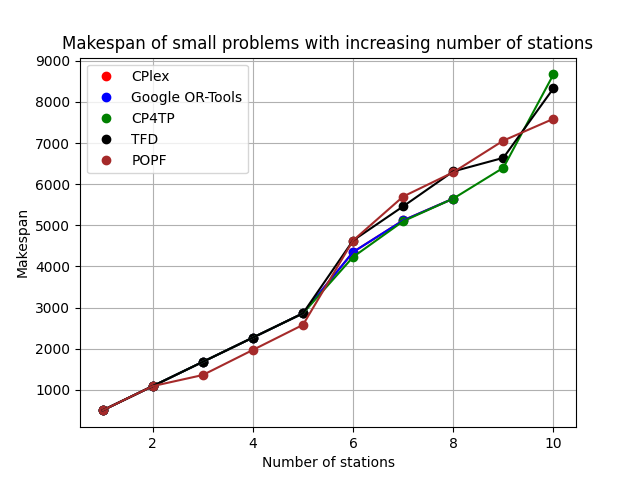 Makespan of small problems with increasing number of stations
9000
8000
7000
6000
5000
4000
3000
2000
1000
Makespan
CPlex
Google OR-Tools
CP4TP
TFD
POPF
2 4 6 8 10
Number of stations